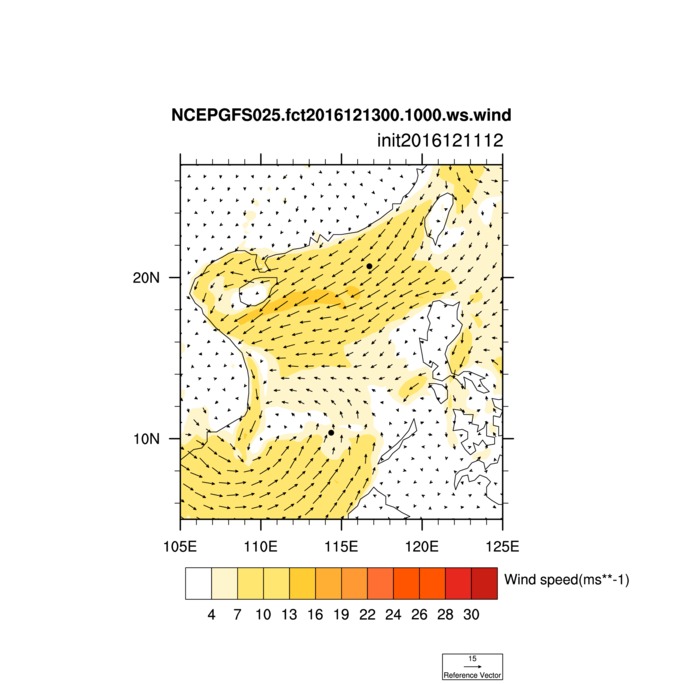 NCEPGFS025.fct2016121300.1000.ws.wind
init2016121112
20N
10N
105E 110E 115E 120E 125E
Wind speed(ms**-1)
4 7 10 13 16 19 22 24 26 28 30
15
Reference Vector